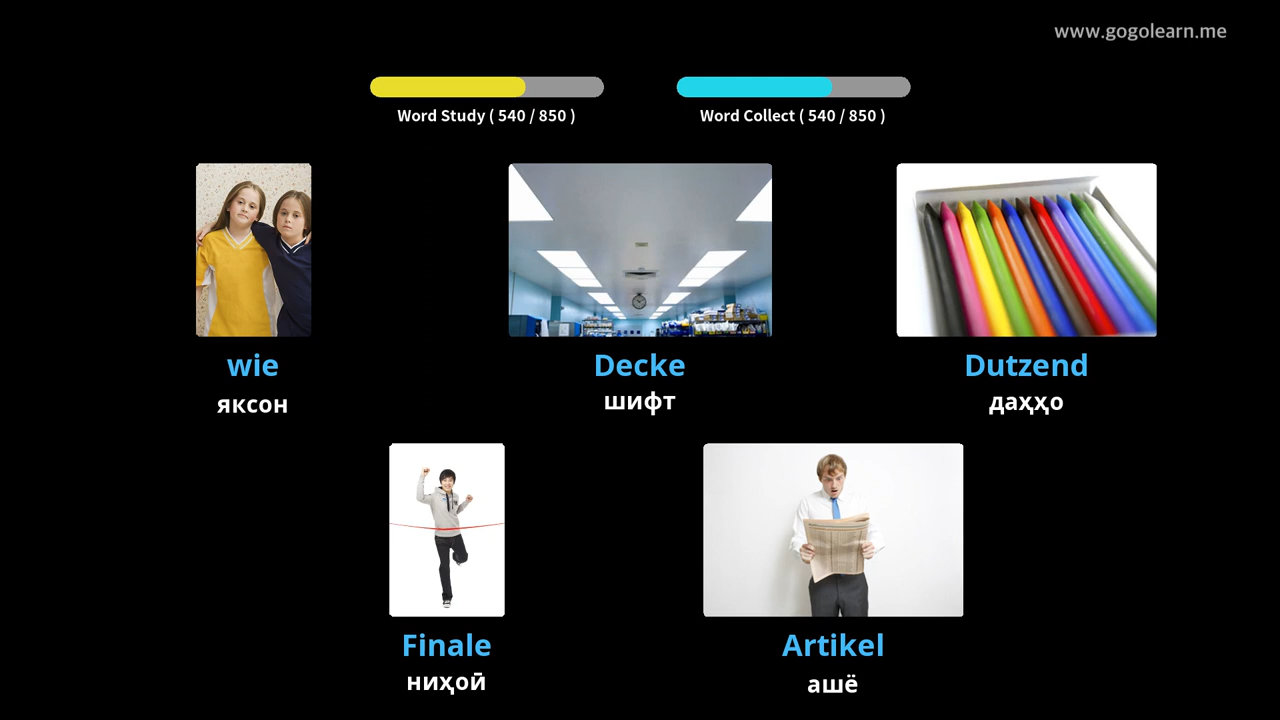 www.gogolearn.me
Word Study ( 540 / 850 )
Word Collect ( 540 / 850 )
wie
яксон
Decke
шифт
Dutzend
даҳҳо
Finale
ниҳоӣ
Artikel
ашё